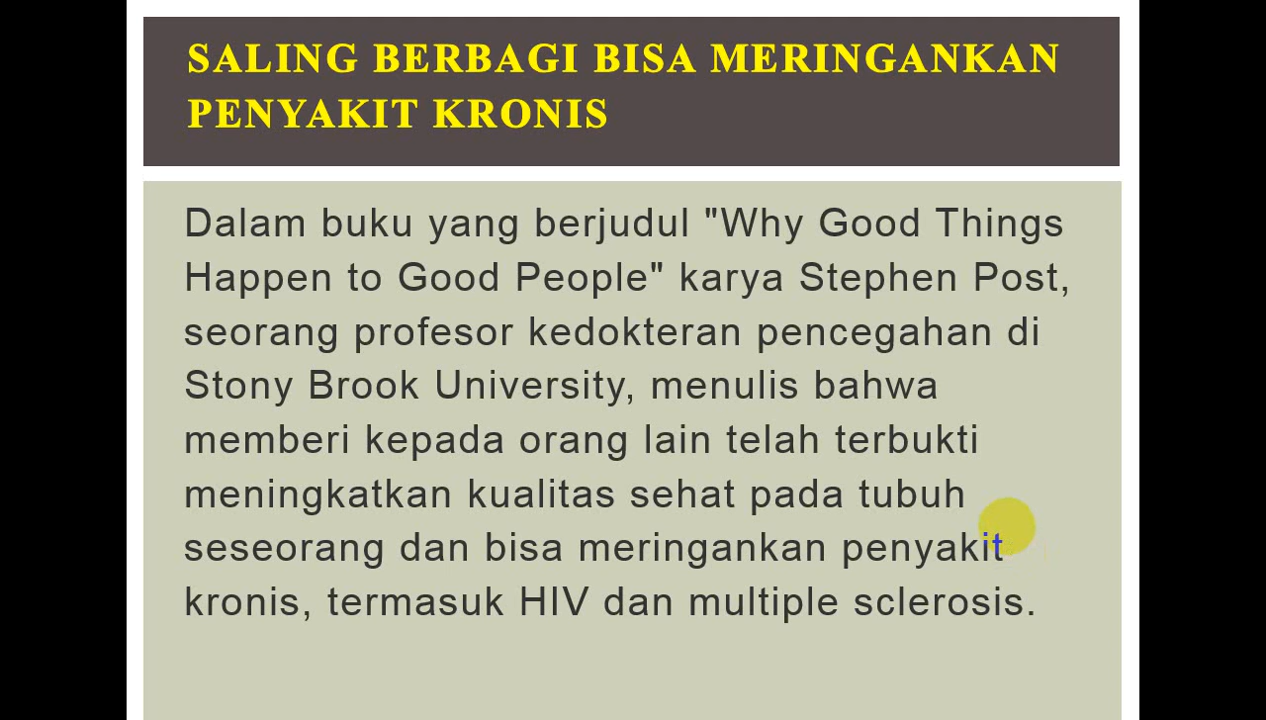 SALING BERBAGI BISA MERINGANKAN
PENYAKIT KRONIS
Dalam buku yang berjudul "Why Good Things
Happen to Good People" karya Stephen Post,
seorang profesor kedokteran pencegahan di
Stony Brook University, menulis bahwa
memberi kepada orang lain telah terbukti
meningkatkan kualitas sehat pada tubuh
seseorang dan bisa meringankan penyakit
kronis, termasuk HIV dan multiple sclerosis.